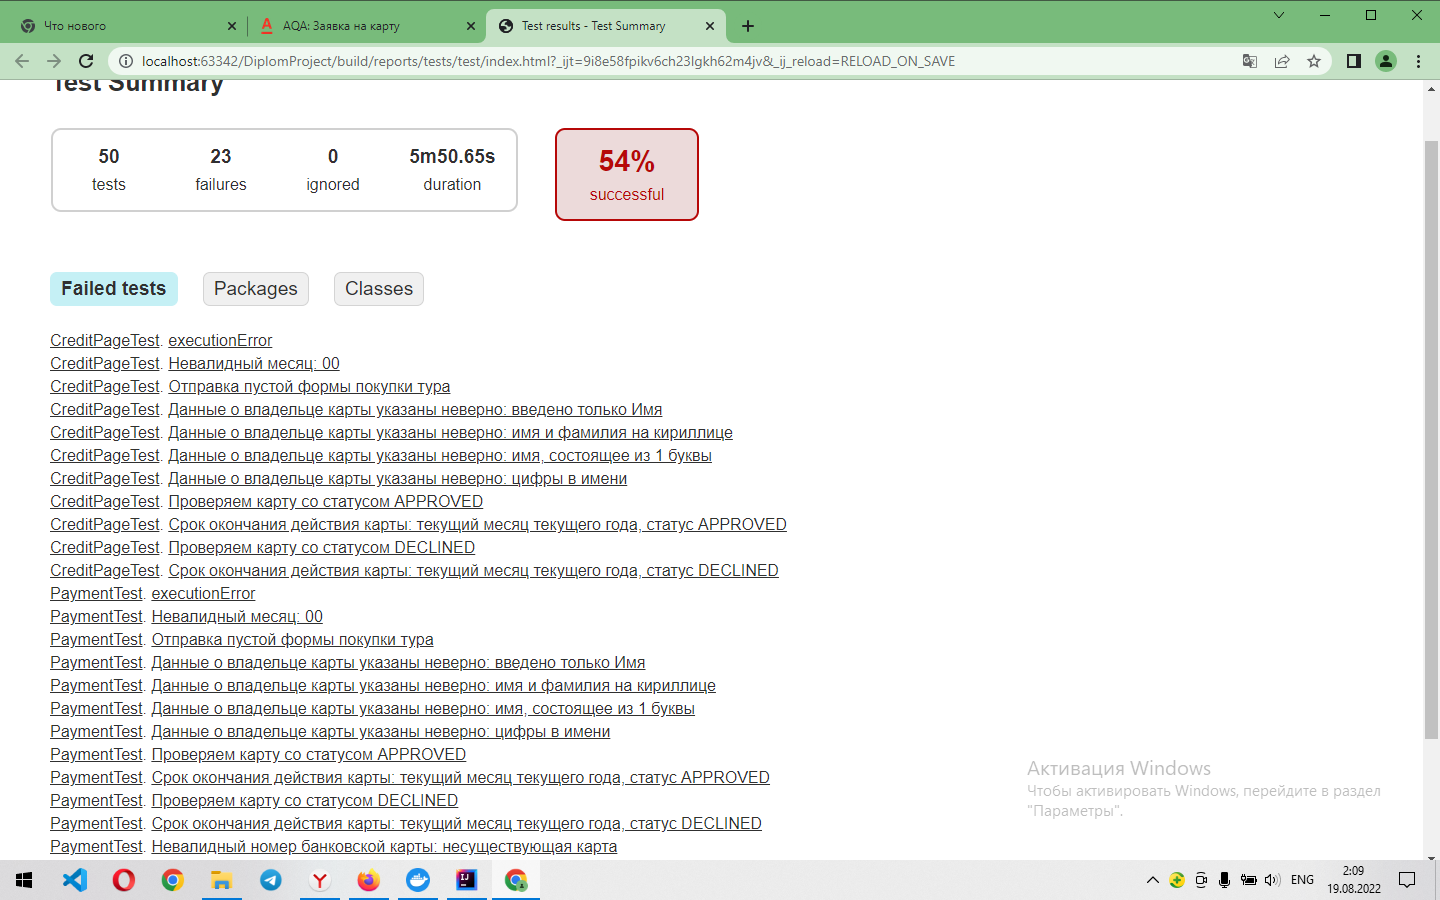 Что нового
AQA: Заявка на карту
Test results - Test Summary
localhost:63342/DiplomProject/build/reports/tests/test/index.html?_ijt=9i8e58fpikv6ch23lgkh62m4jv&_ij_reload=RELOAD_ON_SAVE
Test Summary
50 23 0 5m50.65s
tests failures ignored duration
54%
successful
Failed tests Packages Classes
CreditPageTest. executionError
CreditPageTest. Невалидный месяц: 00
CreditPageTest. Отправка пустой формы покупки тура
CreditPageTest. Данные о владельце карты указаны неверно: введено только Имя
CreditPageTest. Данные о владельце карты указаны неверно: имя и фамилия на кириллице
CreditPageTest. Данные о владельце карты указаны неверно: имя, состоящее из 1 буквы
CreditPageTest. Данные о владельце карты указаны неверно: цифры в имени
CreditPageTest. Проверяем карту со статусом APPROVED
CreditPageTest. Срок окончания действия карты: текущий месяц текущего года, статус APPROVED
CreditPageTest. Проверяем карту со статусом DECLINED
CreditPageTest. Срок окончания действия карты: текущий месяц текущего года, статус DECLINED
PaymentTest. executionError
PaymentTest. Невалидный месяц: 00
PaymentTest. Отправка пустой формы покупки тура
PaymentTest. Данные о владельце карты указаны неверно: введено только Имя
PaymentTest. Данные о владельце карты указаны неверно: имя и фамилия на кириллице
PaymentTest. Данные о владельце карты указаны неверно: имя, состоящее из 1 буквы
PaymentTest. Данные о владельце карты указаны неверно: цифры в имени
PaymentTest. Проверяем карту со статусом APPROVED
PaymentTest. Срок окончания действия карты: текущий месяц текущего года, статус APPROVED
PaymentTest. Проверяем карту со статусом DECLINED
PaymentTest. Срок окончания действия карты: текущий месяц текущего года, статус DECLINED
PaymentTest. Невалидный номер банковской карты: несуществующая карта
Активация Windows
Чтобы активировать Windows, перейдите в раздел
"Параметры".
ENG
2:09
19.08.2022